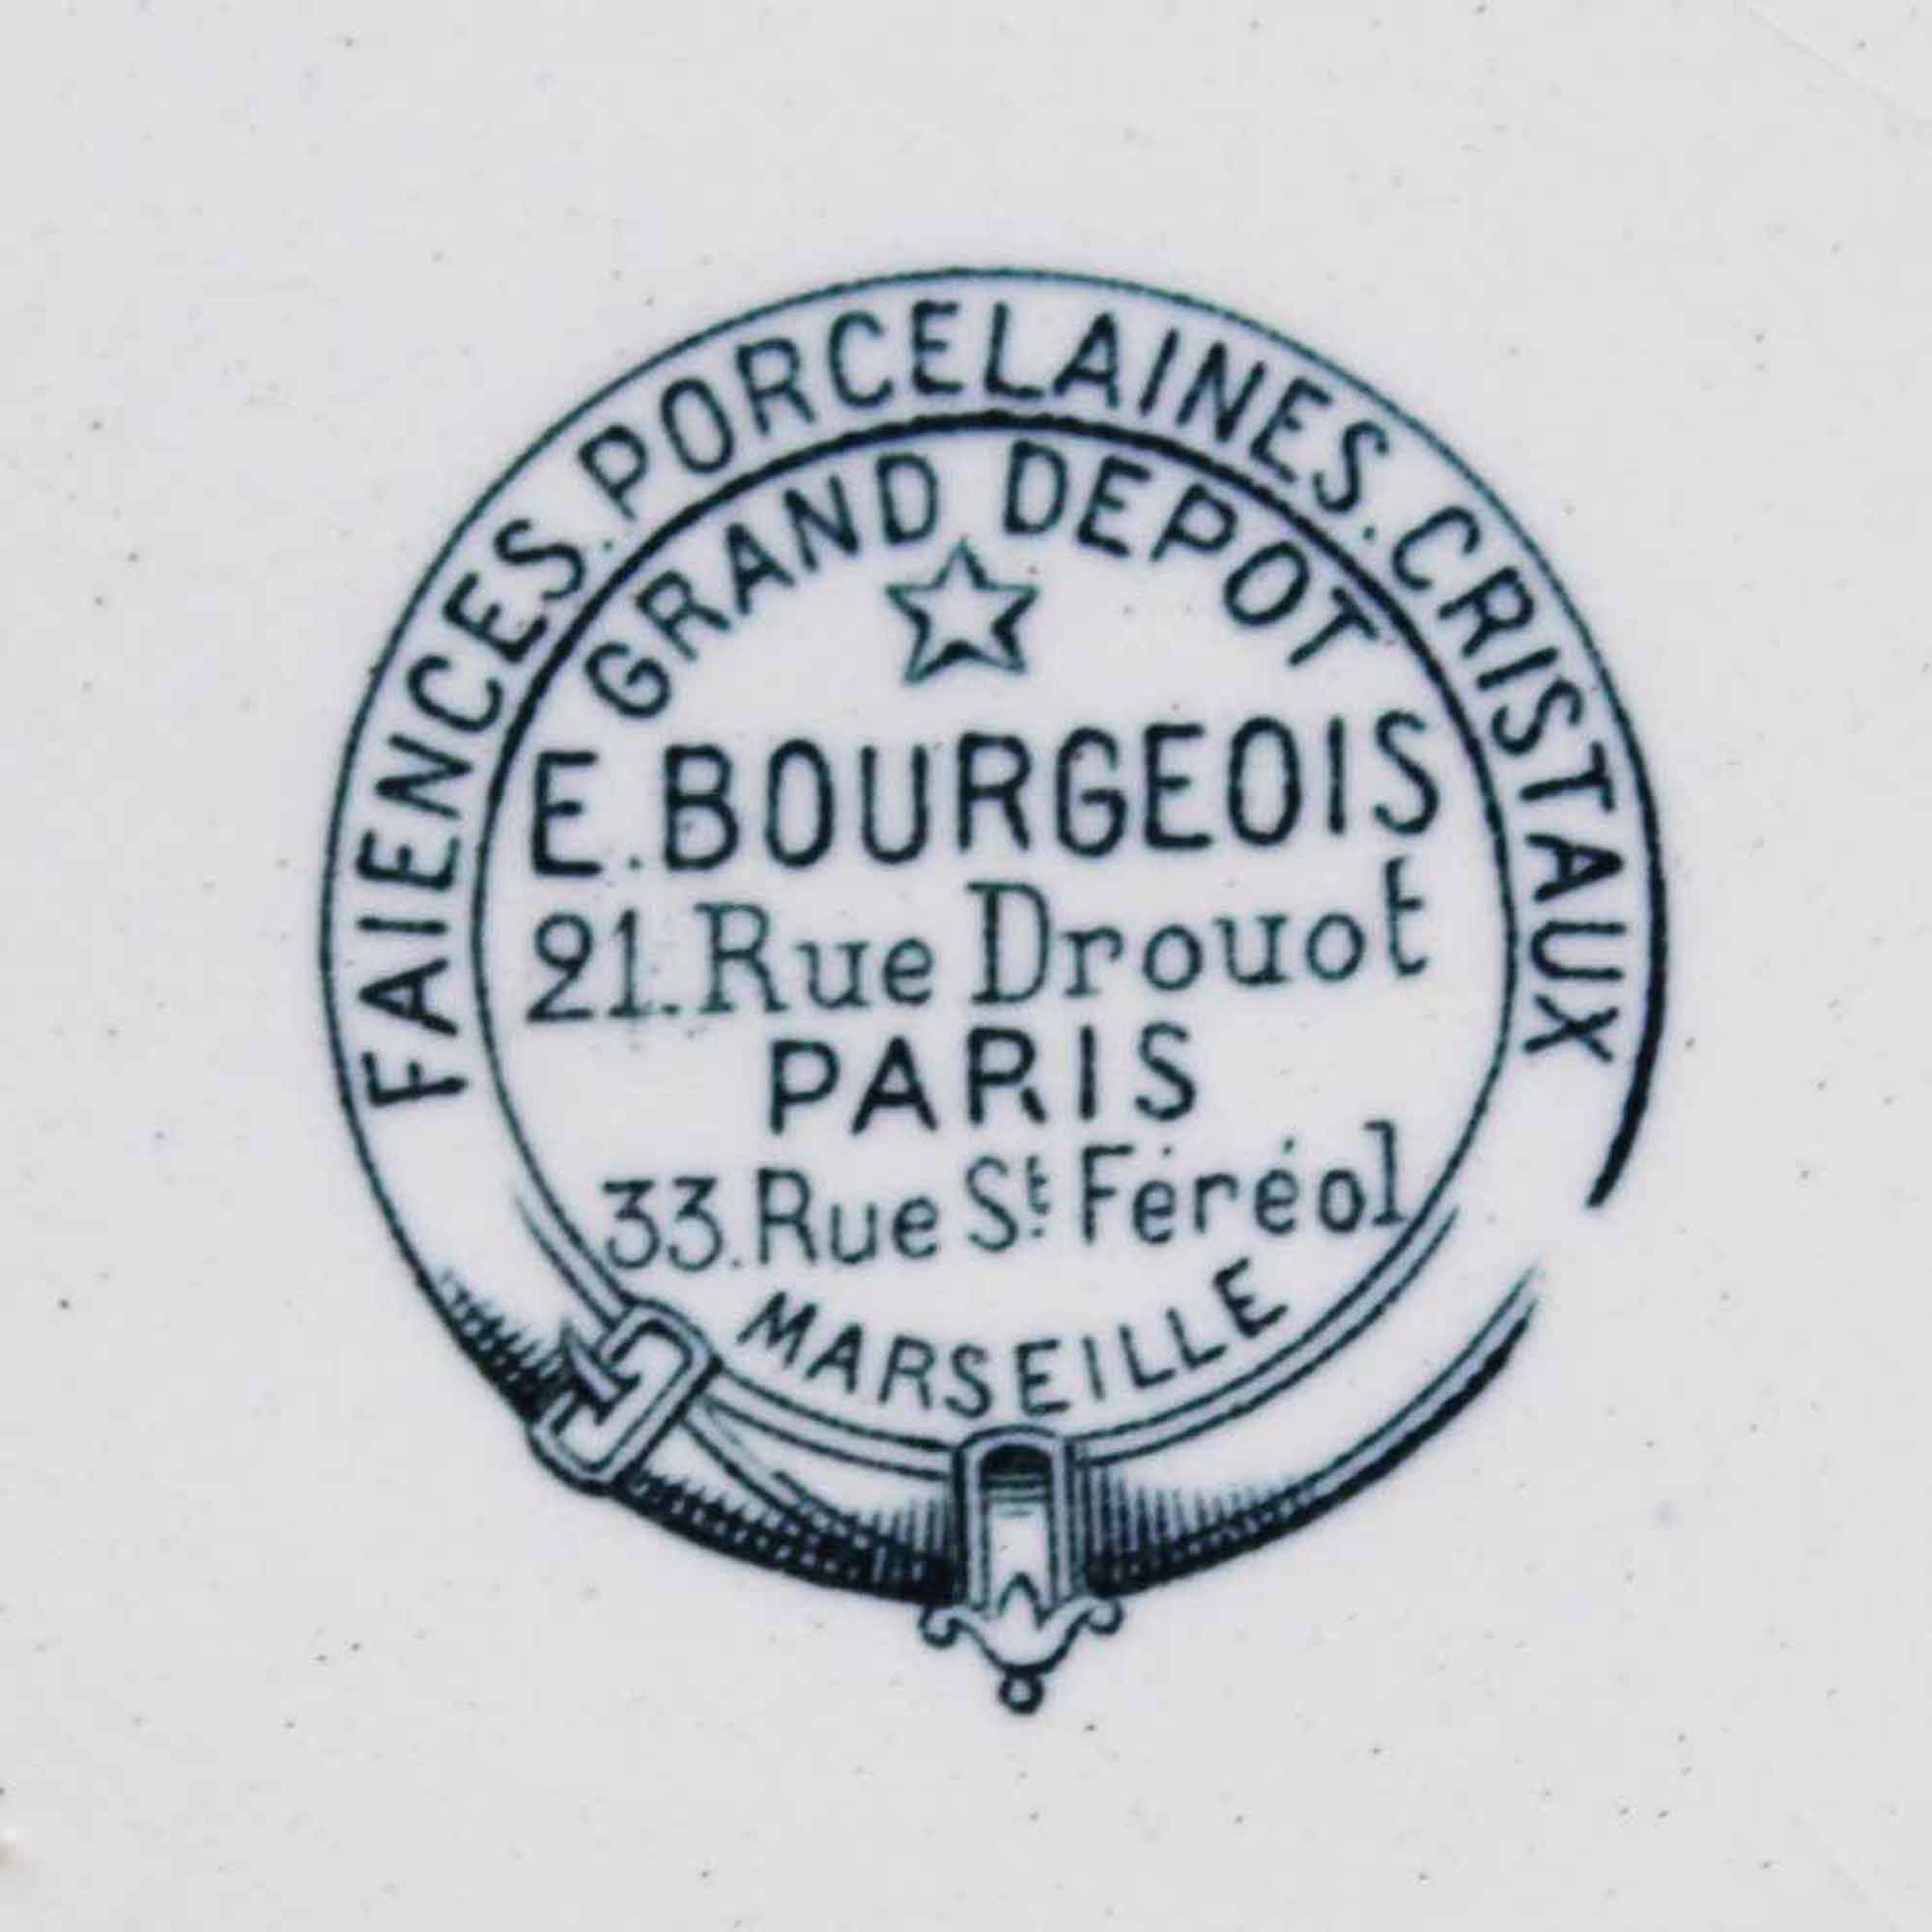 FAIENCES.PORCELAINES.CRISTAUX
GRAND DEPOT
E.BOURGEOIS
21.Rue Drouot
PARIS
33.Rue St Féréol
MARSEILLE